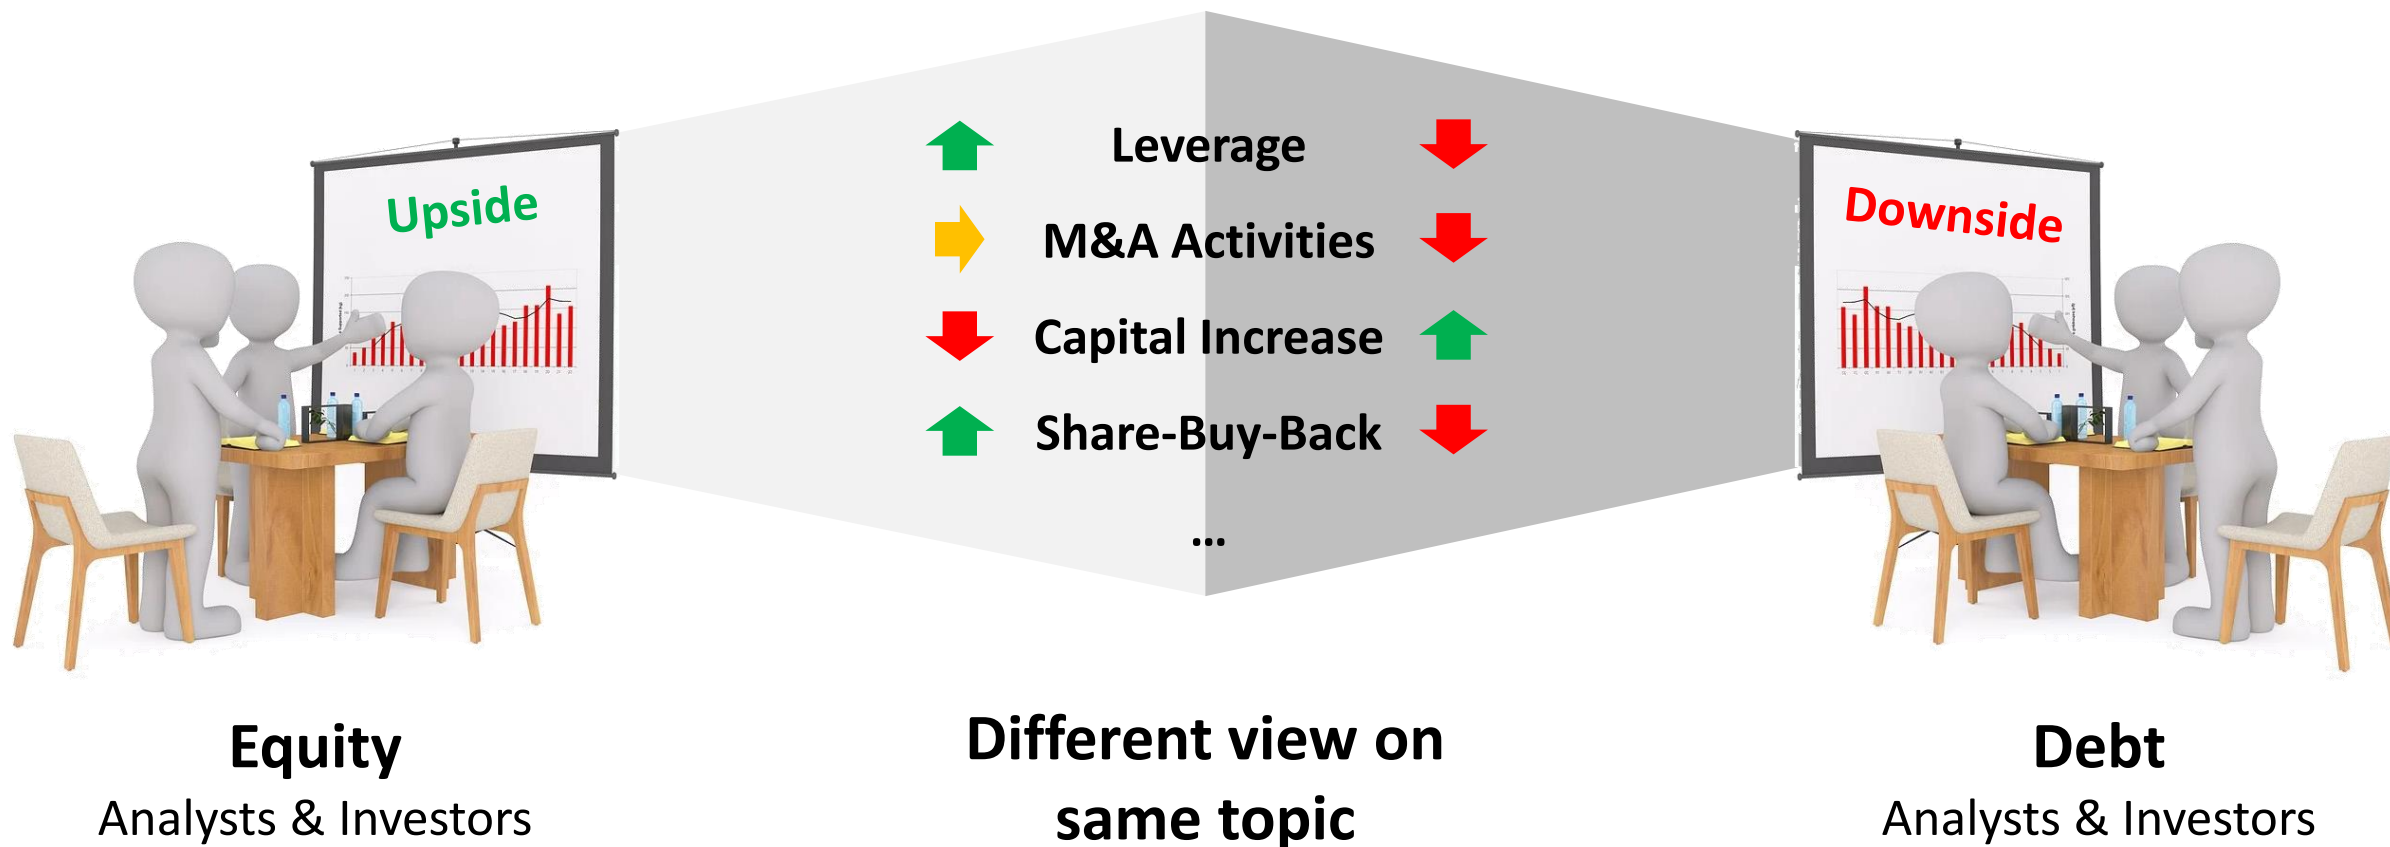 Upside
Leverage
M&A Activities
Capital Increase
Share-Buy-Back
...
Downside
Equity
Analysts & Investors
Different view on
same topic
Debt
Analysts & Investors